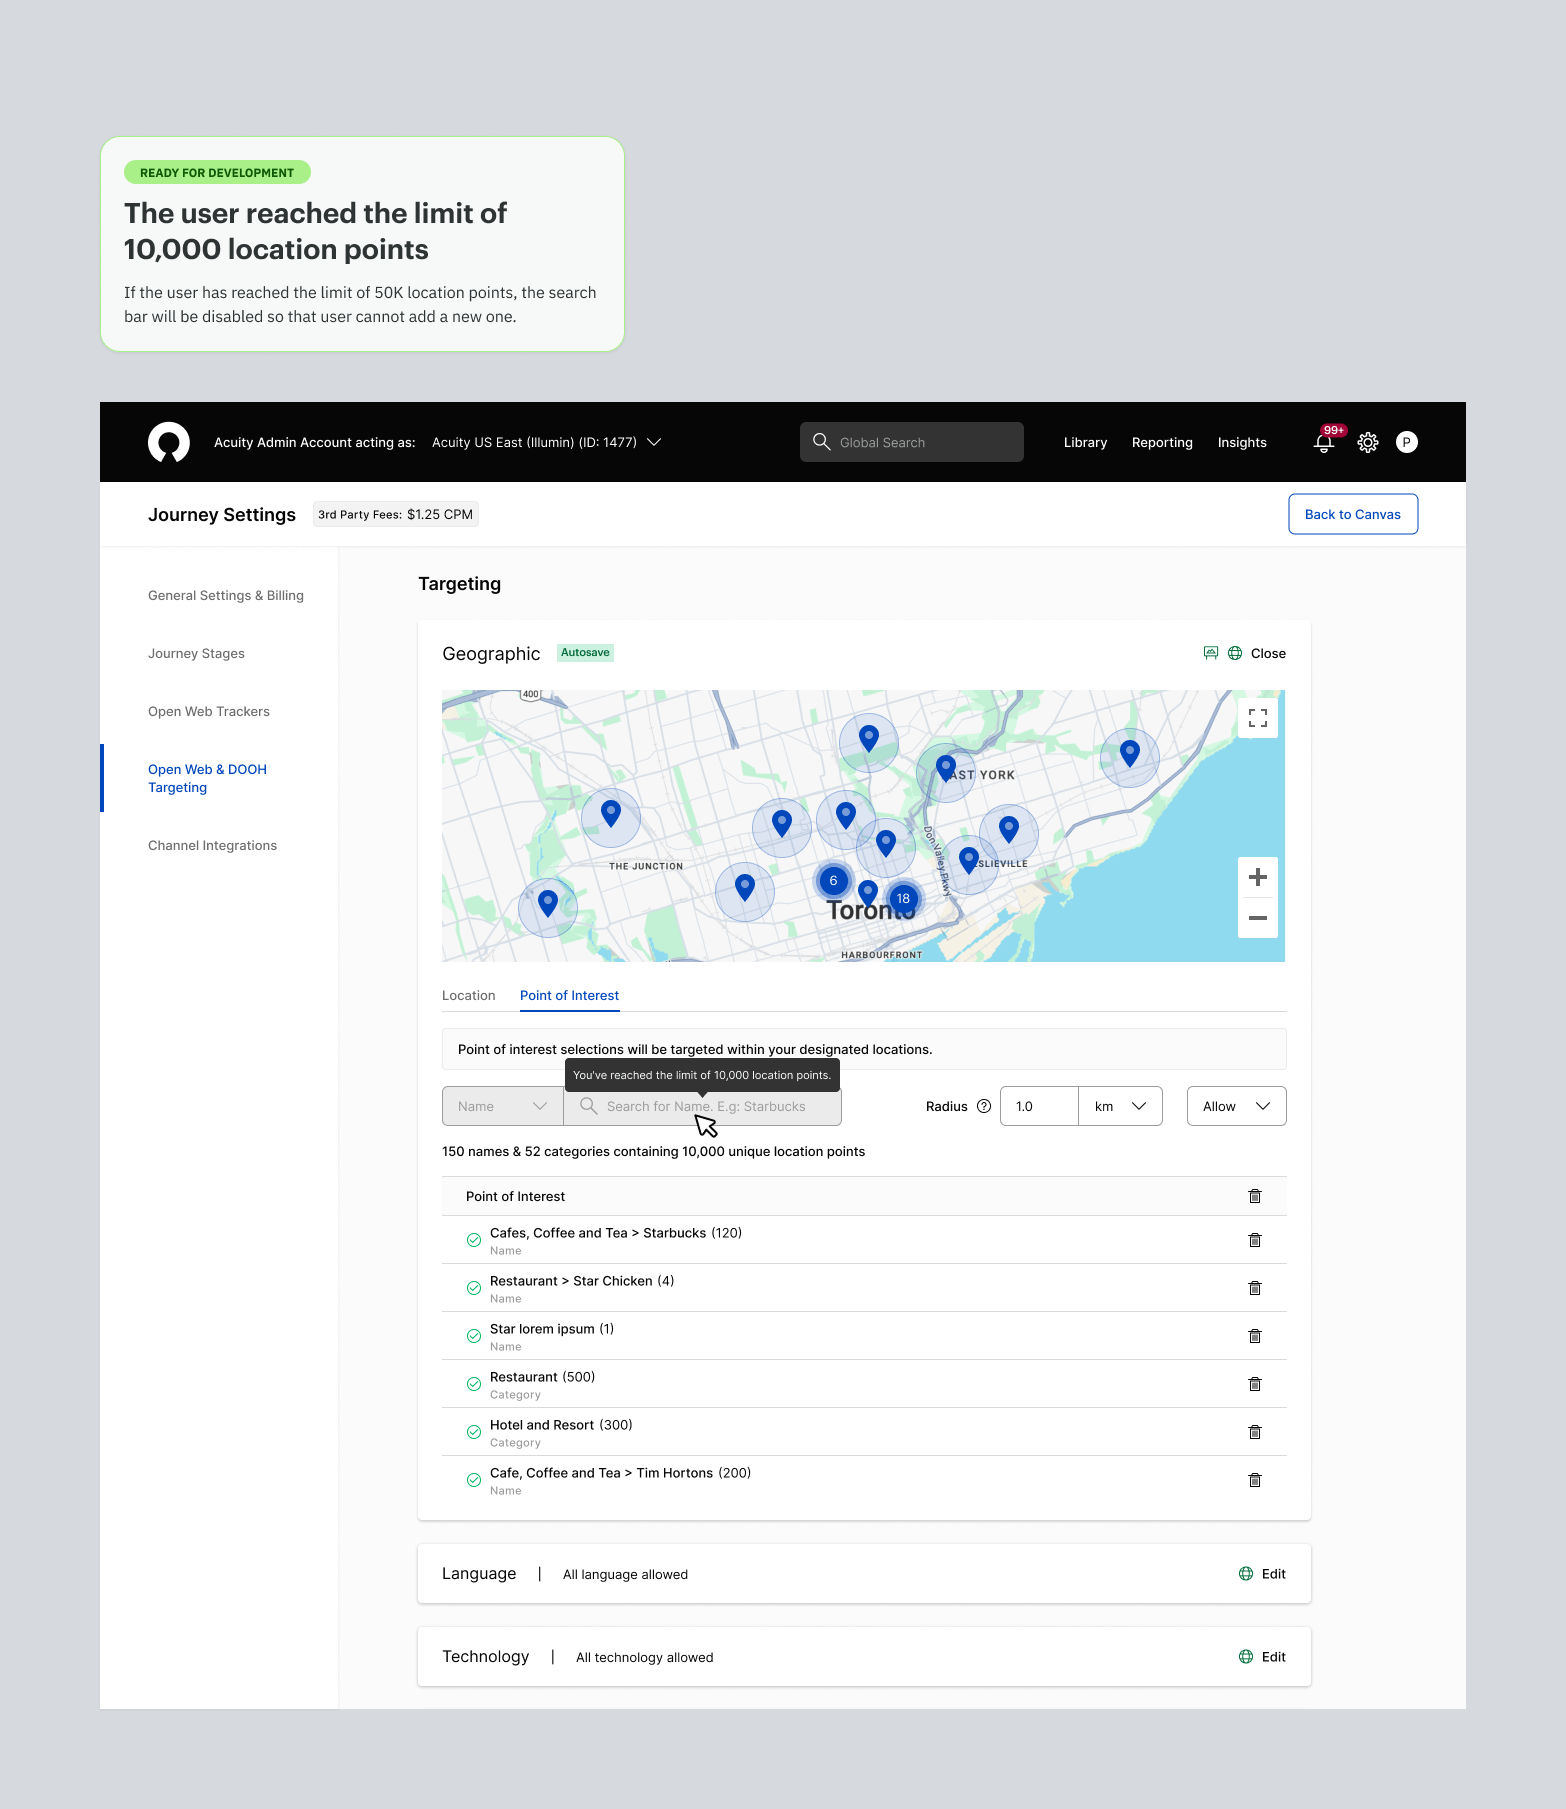 READY FOR DEVELOPMENT
The user reached the limit of
10,000 location points
If the user has reached the limit of 50K location points, the search
bar will be disabled so that user cannot add a new one.
Acuity Admin Account acting as: Acuity US East (Illumin) (ID: 1477)
Global Search
Library Reporting Insights
99+
P
Journey Settings
3rd Party Fees: $1.25 CPM
Back to Canvas
General Settings & Billing
Journey Stages
Open Web Trackers
Open Web & DOOH
Targeting
Channel Integrations
Targeting
Geographic
Autosave
Close
400
AST YORK
Don Valley Pkwy
THE JUNCTION
SLIEVILLE
6
18
Toronto
HARBOURFRONT
Location Point of Interest
Point of interest selections will be targeted within your designated locations.
You've reached the limit of 10,000 location points.
Name
Search for Name. E.g: Starbucks
Radius ? 1.0 km Allow
150 names & 52 categories containing 10,000 unique location points
Point of Interest
Cafes, Coffee and Tea > Starbucks (120)
Name
Restaurant > Star Chicken (4)
Name
Star lorem ipsum (1)
Name
Restaurant (500)
Category
Hotel and Resort (300)
Category
Cafe, Coffee and Tea > Tim Hortons (200)
Name
Language | All language allowed
Edit
Technology | All technology allowed
Edit